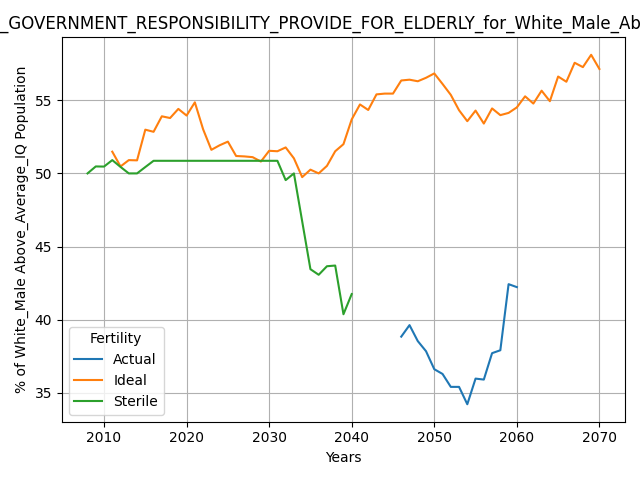 _GOVERNMENT_RESPONSIBILITY_PROVIDE_FOR_ELDERLY_for_White_Male_Ab
% of White_Male Above_Average_IQ Population
55
50
45
40
35
Fertility
Actual
Ideal
Sterile
2010 2020 2030 2040 2050 2060 2070
Years